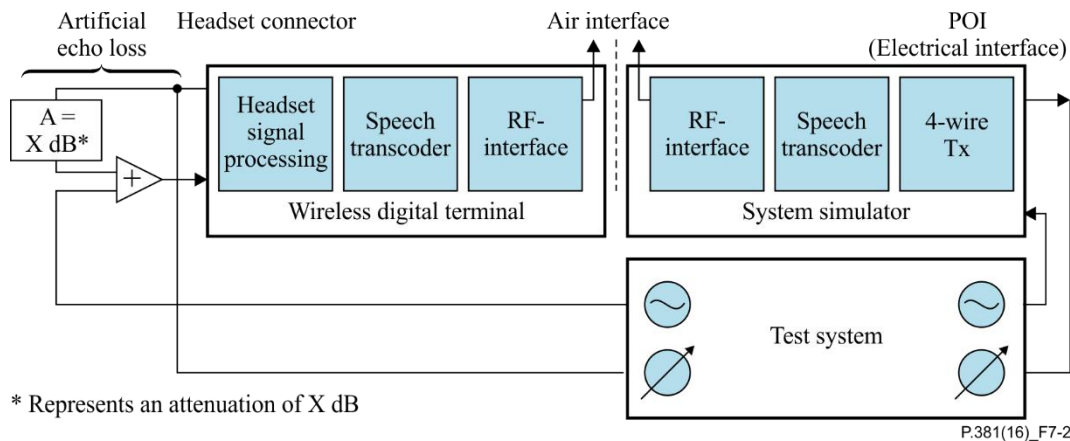 Artificial
echo loss
Headset connector
Air interface
POI
(Electrical interface)
A =
X dB*
+
Headset
signal
processing
Speech
transcoder
RF-
interface
Wireless digital terminal
RF-
interface
Speech
transcoder
4-wire
Tx
System simulator
Test system
* Represents an attenuation of X dB
P.381(16)_F7-2